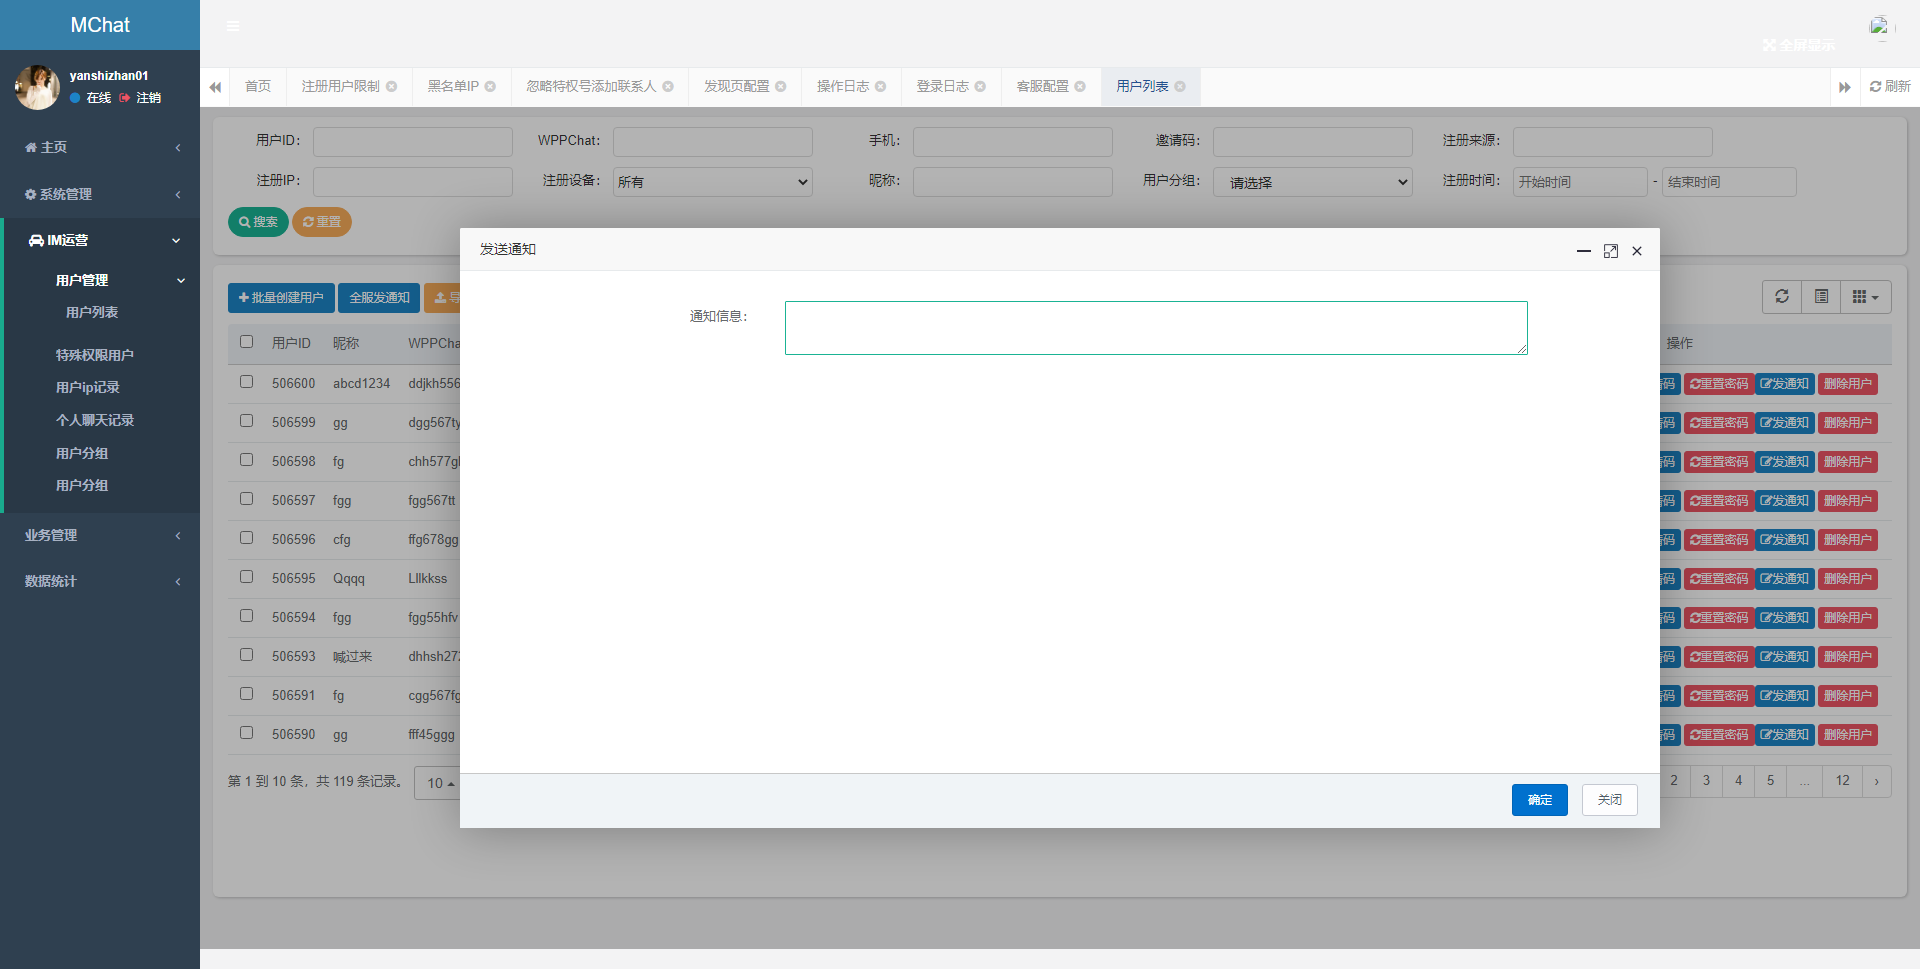 MChat
yanshizhan01
在线 注销
主页
系统管理
IM运营
用户管理
用户列表
特殊权限用户
用户ip记录
个人聊天记录
用户分组
用户分组
业务管理
数据统计
全屏显示
首页 注册用户限制 黑名单IP 忽略特权号添加联系人 发现页配置 操作日志 登录日志 客服配置 用户列表 刷新
用户ID： WPPChat： 手机： 邀请码： 注册来源：
注册IP： 注册设备： 所有 昵称： 用户分组： 请选择 注册时间： 开始时间 - 结束时间
搜索 重置
发送通知
批量创建用户 全服发通知 导
通知信息：
用户ID 昵称 WPPCha 操作
506600 abcd1234 ddjkh556 码 重置密码 发通知 删除用户
506599 gg dgg567ty 码 重置密码 发通知 删除用户
506598 fg chh577g 码 重置密码 发通知 删除用户
506597 fgg fgg567tt 码 重置密码 发通知 删除用户
506596 cfg ffg678gg 码 重置密码 发通知 删除用户
506595 Qqqq Lllkkss 码 重置密码 发通知 删除用户
506594 fgg fgg55hfv 码 重置密码 发通知 删除用户
506593 喊过来 dhhsh27 码 重置密码 发通知 删除用户
506591 fg cgg567fg 码 重置密码 发通知 删除用户
506590 gg fff45ggg 码 重置密码 发通知 删除用户
第 1 到 10 条，共 119 条记录。 10 2 3 4 5 ... 12 ›
确定 关闭